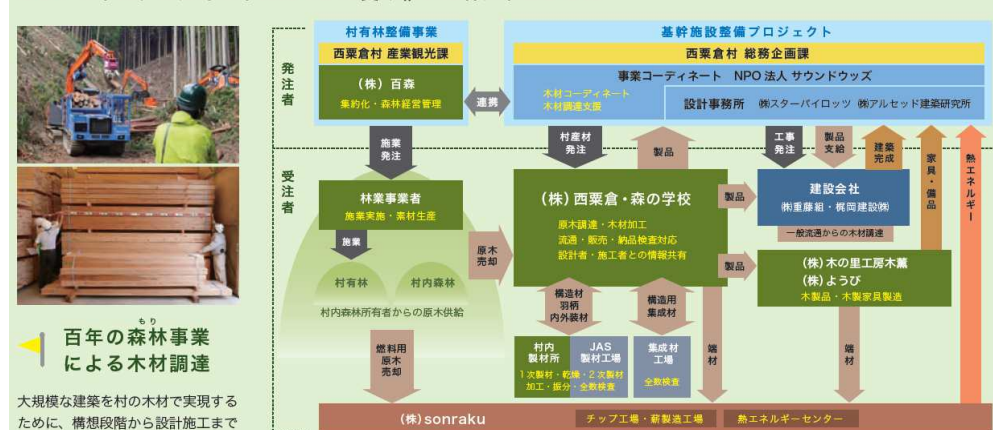 村有林整備事業
西粟倉村 産業観光課
(株) 百森
集約化・森林経営管理
連携
基幹施設整備プロジェクト
西粟倉村 総務企画課
事業コーディネート NPO 法人 サウンドウッズ
木材コーディネート
木材調達支援
設計事務所 ㈱スターパイロッツ ㈱アルセッド建築研究所
発注者
施業
発注
村産材
発注
製品
工事
発注
製品
支給
建築
完成
家具・備品
熱エネルギー
受注者
林業事業者
施業実施・素材生産
施業
村有林
村内森林
村内森林所有者からの原木供給
原木
売却
(株) 西粟倉・森の学校
原木調達・木材加工
流通・販売・納品検査対応
設計者・施工者との情報共有
製品
建設会社
㈲重藤組・梶岡建設㈱
一般流通からの木材調達
製品
(株) 木の里工房木薫
(株) ようび
木製品・木製家具製造
構造材
羽柄
内外装材
構造用
集成材
村内
製材所
JAS
製材工場
1次製材・乾燥・2次製材
加工・振分・全数検査
集成材
工場
全数検査
端材
端材
燃料用
原木
売却
(株) sonraku
チップ工場・薪製造工場
熱エネルギーセンター
もり
百年の森林事業
による木材調達
大規模な建築を村の木材で実現する
ために、構想段階から設計施工まで